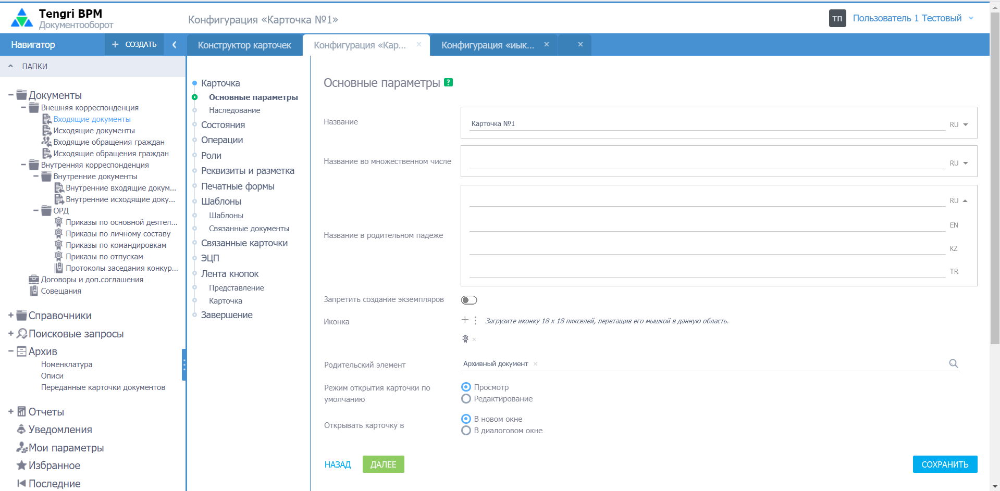 Tengri BPM
Документооборот
Конфигурация «Карточка №1»
ТП
Пользователь 1 Тестовый
Навигатор
+ СОЗДАТЬ
Конструктор карточек
Конфигурация «Кар...
Конфигурация «иык...
ПАПКИ
Документы
Внешняя корреспонденция
Входящие документы
Исходящие документы
Входящие обращения граждан
Исходящие обращения граждан
Внутренняя корреспонденция
Внутренние документы
Внутренние входящие докум...
Внутренние исходящие доку...
ОРД
Приказы по основной деятел...
Приказы по личному составу
Приказы по командировкам
Приказы по отпускам
Протоколы заседания конкур...
Договоры и доп.соглашения
Совещания
Справочники
Поисковые запросы
Архив
Номенклатура
Описи
Переданные карточки документов
Отчеты
Уведомления
Мои параметры
Избранное
Последние
Карточка
Основные параметры
Наследование
Состояния
Операции
Роли
Реквизиты и разметка
Печатные формы
Шаблоны
Шаблоны
Связанные документы
Связанные карточки
ЭЦП
Лента кнопок
Представление
Карточка
Завершение
Основные параметры ?
Название
Карточка №1
RU
Название во множественном числе
RU
Название в родительном падеже
RU
EN
KZ
TR
Запретить создание экземпляров
Иконка
Загрузите иконку 18 x 18 пикселей, перетащив его мышкой в данную область.
Родительский элемент
Архивный документ
Режим открытия карточки по
умолчанию
Просмотр
Редактирование
Открывать карточку в
В новом окне
В диалоговом окне
НАЗАД
ДАЛЕЕ
СОХРАНИТЬ